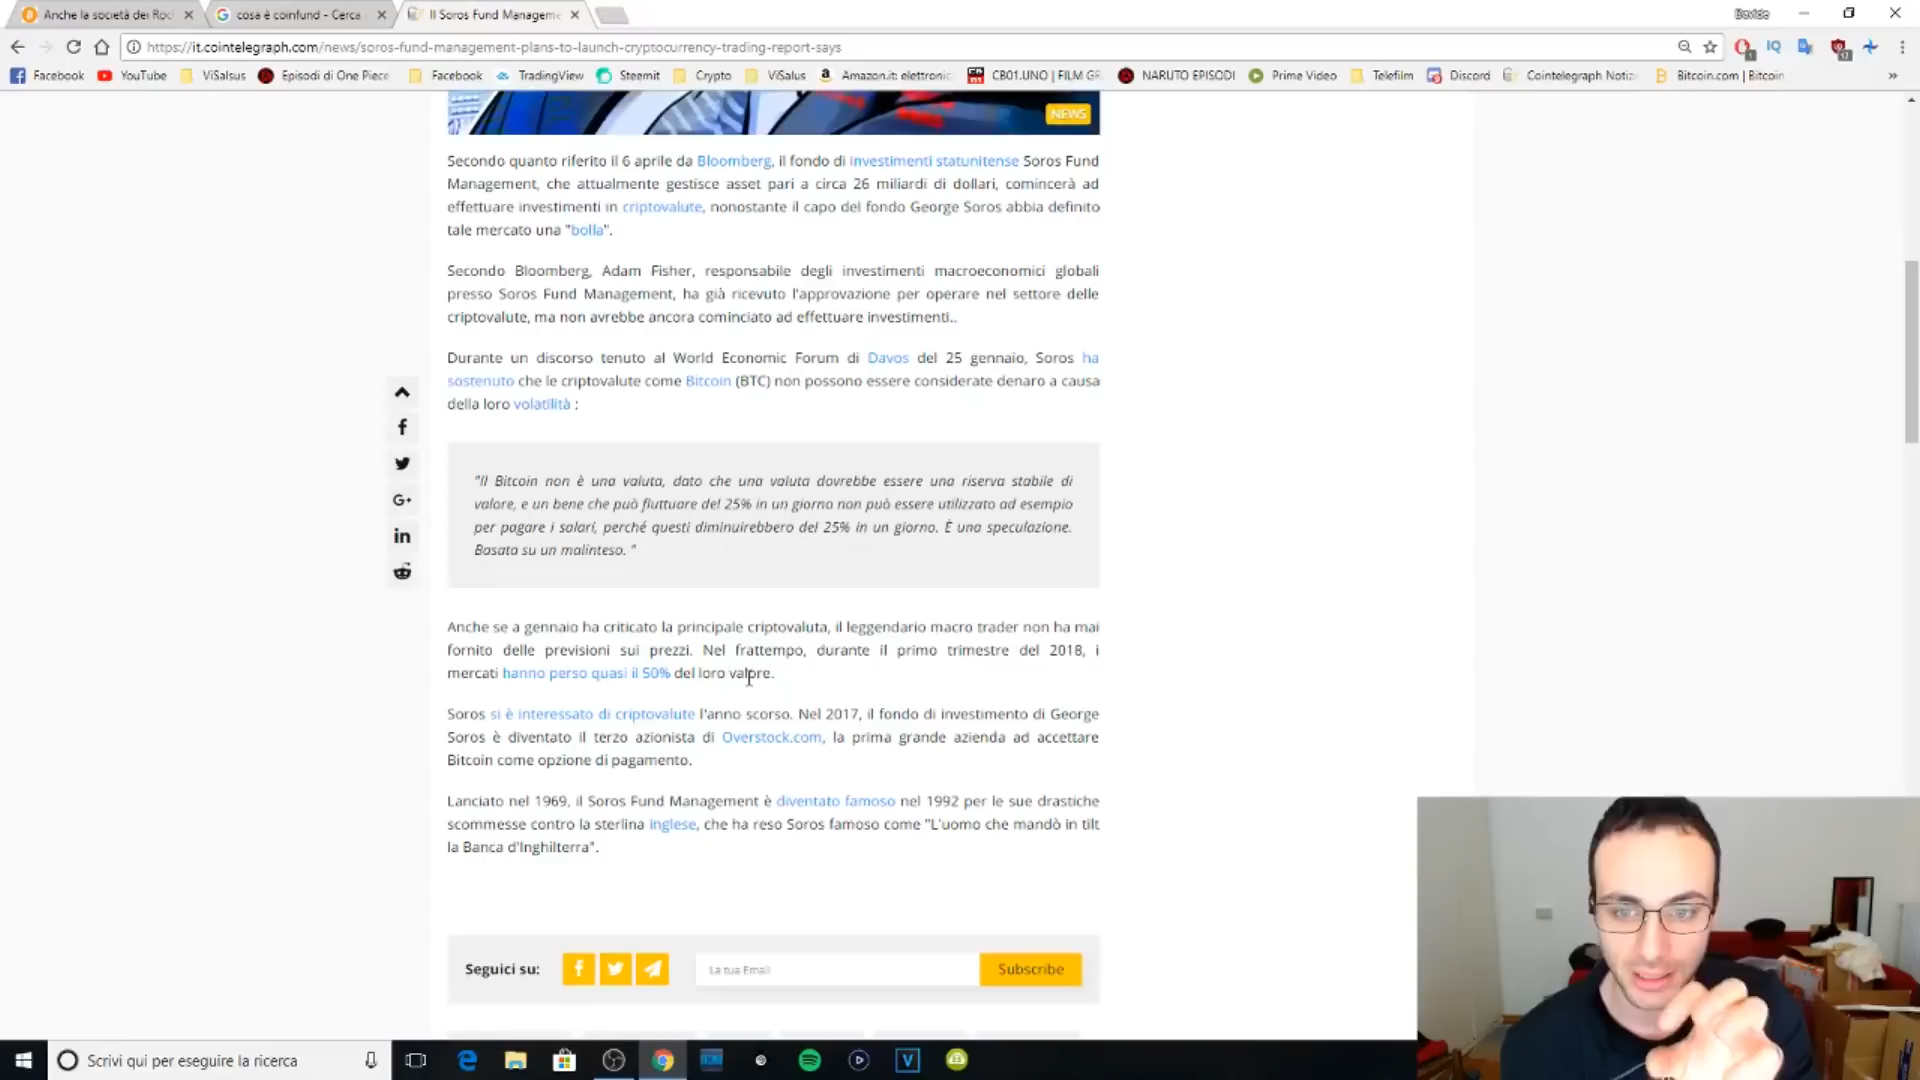 Anche la società dei Roc
cosa è coinfund - Cerca
Il Soros Fund Manageme
Davide
https://it.cointelegraph.com/news/soros-fund-management-plans-to-launch-cryptocurrency-trading-report-says
Facebook
YouTube
ViSalsus
Episodi di One Piece
Facebook
TradingView
Steemit
Crypto
ViSalus
Amazon.it: elettronic
CB01.UNO | FILM GR
NARUTO EPISODI
Prime Video
Telefilm
Discord
Cointelegraph Notiz
Bitcoin.com | Bitcoin
NEWS
Secondo quanto riferito il 6 aprile da Bloomberg, il fondo di investimenti statunitense Soros Fund
Management, che attualmente gestisce asset pari a circa 26 miliardi di dollari, comincerà ad
effettuare investimenti in criptovalute, nonostante il capo del fondo George Soros abbia definito
tale mercato una "bolla".
Secondo Bloomberg, Adam Fisher, responsabile degli investimenti macroeconomici globali
presso Soros Fund Management, ha già ricevuto l'approvazione per operare nel settore delle
criptovalute, ma non avrebbe ancora cominciato ad effettuare investimenti..
Durante un discorso tenuto al World Economic Forum di Davos del 25 gennaio, Soros ha
sostenuto che le criptovalute come Bitcoin (BTC) non possono essere considerate denaro a causa
della loro volatilità :
"Il Bitcoin non è una valuta, dato che una valuta dovrebbe essere una riserva stabile di
valore, e un bene che può fluttuare del 25% in un giorno non può essere utilizzato ad esempio
per pagare i salari, perché questi diminuirebbero del 25% in un giorno. È una speculazione.
Basata su un malinteso. "
Anche se a gennaio ha criticato la principale criptovaluta, il leggendario macro trader non ha mai
fornito delle previsioni sui prezzi. Nel frattempo, durante il primo trimestre del 2018, i
mercati hanno perso quasi il 50% del loro valore.
Soros si è interessato di criptovalute l'anno scorso. Nel 2017, il fondo di investimento di George
Soros è diventato il terzo azionista di Overstock.com, la prima grande azienda ad accettare
Bitcoin come opzione di pagamento.
Lanciato nel 1969, il Soros Fund Management è diventato famoso nel 1992 per le sue drastiche
scommesse contro la sterlina inglese, che ha reso Soros famoso come "L'uomo che mandò in tilt
la Banca d'Inghilterra".
Seguici su:
La tua Email
Subscribe
Scrivi qui per eseguire la ricerca